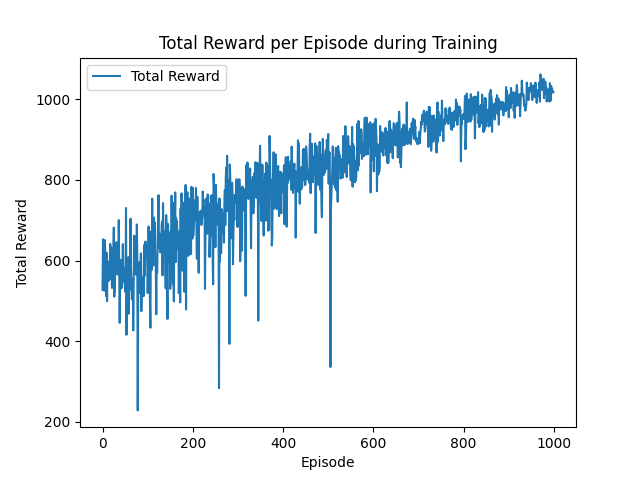 Total Reward per Episode during Training
Total Reward
1000
800
600
400
200
Total Reward
0 200 400 600 800 1000
Episode